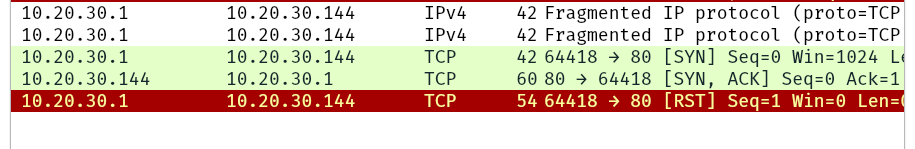 10.20.30.1 10.20.30.144 IPv4 42 Fragmented IP protocol (proto=TCP
10.20.30.1 10.20.30.144 IPv4 42 Fragmented IP protocol (proto=TCP
10.20.30.1 10.20.30.144 TCP 42 64418 → 80 [SYN] Seq=0 Win=1024 Le
10.20.30.144 10.20.30.1 TCP 60 80 → 64418 [SYN, ACK] Seq=0 Ack=1
10.20.30.1 10.20.30.144 TCP 54 64418 → 80 [RST] Seq=1 Win=0 Len=0